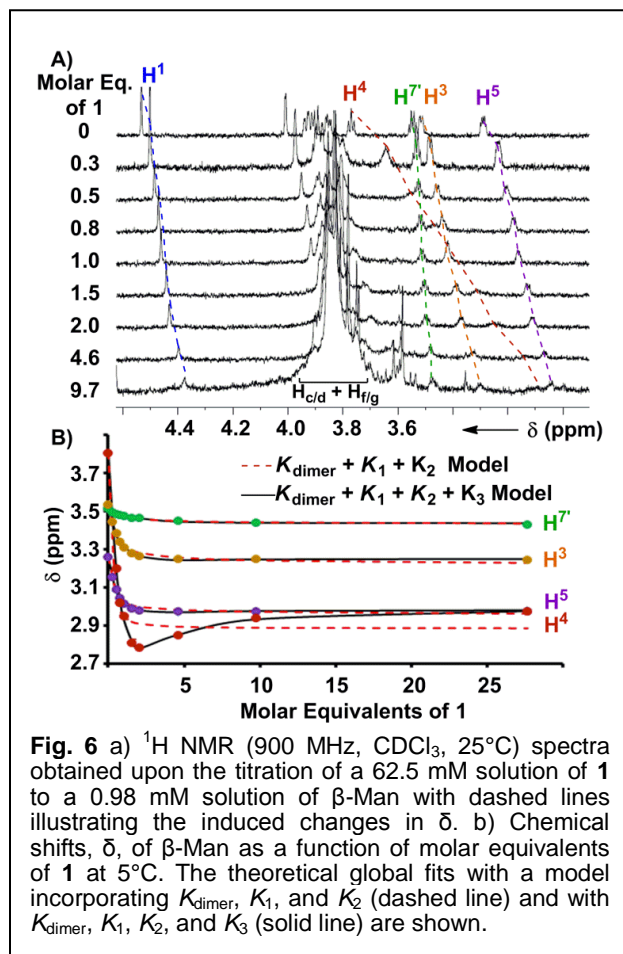 A)
Molar Eq.
of 1
H¹
H⁴
H⁷'
H³
H⁵
0
0.3
0.5
0.8
1.0
1.5
2.0
4.6
9.7
H_c/d + H_f/g
4.4 4.2 4.0 3.8 3.6 δ (ppm)
B)
K_dimer + K₁ + K₂ Model
K_dimer + K₁ + K₂ + K₃ Model
3.7
3.5
3.3
3.1
2.9
2.7
δ (ppm)
H⁷'
H³
H⁵
H⁴
0 5 10 15 20 25
Molar Equivalents of 1
Fig. 6 a) ¹H NMR (900 MHz, CDCl₃, 25°C) spectra
obtained upon the titration of a 62.5 mM solution of 1
to a 0.98 mM solution of β-Man with dashed lines
illustrating the induced changes in δ. b) Chemical
shifts, δ, of β-Man as a function of molar equivalents
of 1 at 5°C. The theoretical global fits with a model
incorporating K_dimer, K₁, and K₂ (dashed line) and with
K_dimer, K₁, K₂, and K₃ (solid line) are shown.